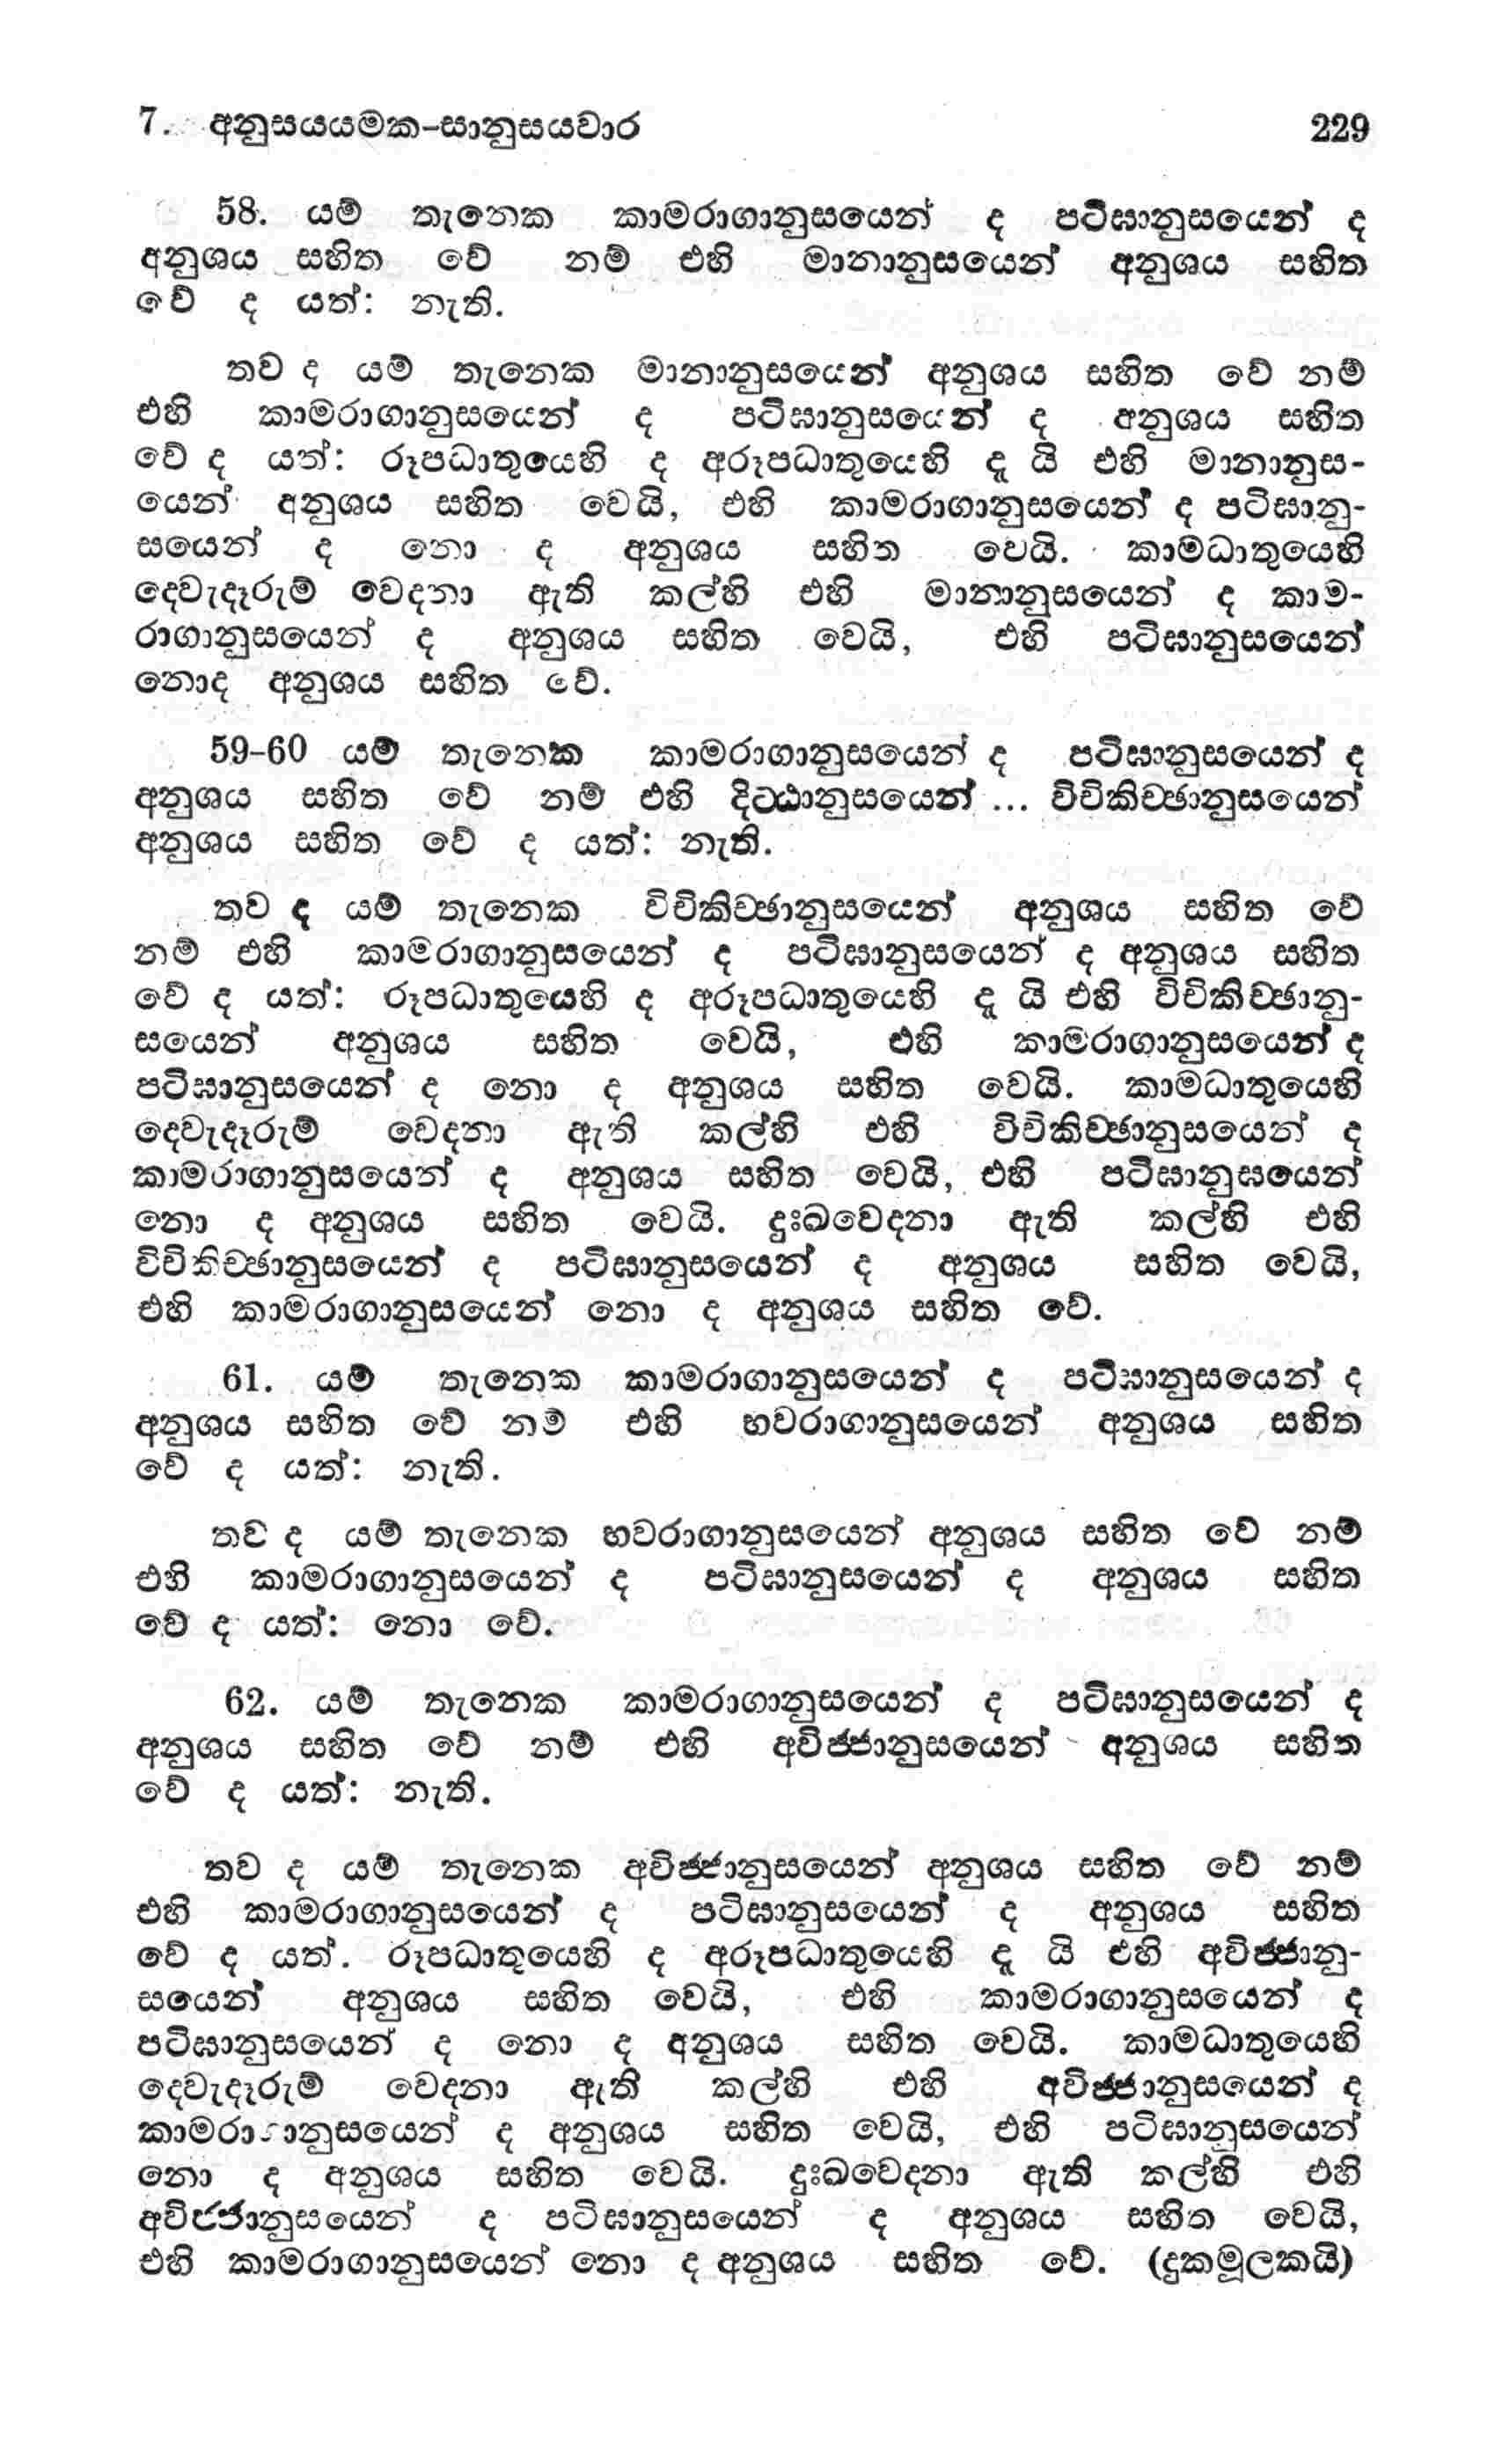 7. අනුසයයමක-සානුසයවාර 229
58. යම් තැනෙක කාමරාගානුසයෙන් ද පටිඝානුසයෙන් ද
අනුශය සහිත වේ නම් එහි මානානුසයෙන් අනුශය සහිත
වේ ද යත්: නැති.
තව ද යම් තැනෙක මානානුසයෙන් අනුශය සහිත වේ නම්
එහි කාමරාගානුසයෙන් ද පටිඝානුසයෙන් ද අනුශය සහිත
වේ ද යත්: රූපධාතුයෙහි ද අරූපධාතුයෙහි දැ යි එහි මානානුස-
යෙන් අනුශය සහිත වෙයි, එහි කාමරාගානුසයෙන් ද පටිඝානු-
සයෙන් ද නො ද අනුශය සහිත වෙයි. කාමධාතුයෙහි
දෙවැදෑරුම් වෙදනා ඇති කල්හි එහි මානානුසයෙන් ද කාම-
රාගානුසයෙන් ද අනුශය සහිත වෙයි, එහි පටිඝානුසයෙන්
නොද අනුශය සහිත වේ.
59-60 යම් තැනෙක කාමරාගානුසයෙන් ද පටිඝානුසයෙන් ද
අනුශය සහිත වේ නම් එහි දිට්ඨානුසයෙන් ... විචිකිච්ඡානුසයෙන්
අනුශය සහිත වේ ද යත්: නැති.
තව ද යම් තැනෙක විචිකිච්ඡානුසයෙන් අනුශය සහිත වේ
නම් එහි කාමරාගානුසයෙන් ද පටිඝානුසයෙන් ද අනුශය සහිත
වේ ද යත්: රූපධාතුයෙහි ද අරූපධාතුයෙහි දැ යි එහි විචිකිච්ඡානු-
සයෙන් අනුශය සහිත වෙයි, එහි කාමරාගානුසයෙන් ද
පටිඝානුසයෙන් ද නො ද අනුශය සහිත වෙයි. කාමධාතුයෙහි
දෙවැදෑරුම් වෙදනා ඇති කල්හි එහි විචිකිච්ඡානුසයෙන් ද
කාමරාගානුසයෙන් ද අනුශය සහිත වෙයි, එහි පටිඝානුසයෙන්
නො ද අනුශය සහිත වෙයි. දුඃඛවෙදනා ඇති කල්හි එහි
විචිකිච්ඡානුසයෙන් ද පටිඝානුසයෙන් ද අනුශය සහිත වෙයි,
එහි කාමරාගානුසයෙන් නො ද අනුශය සහිත වේ.
61. යම් තැනෙක කාමරාගානුසයෙන් ද පටිඝානුසයෙන් ද
අනුශය සහිත වේ නම් එහි භවරාගානුසයෙන් අනුශය සහිත
වේ ද යත්: නැති.
තව ද යම් තැනෙක භවරාගානුසයෙන් අනුශය සහිත වේ නම්
එහි කාමරාගානුසයෙන් ද පටිඝානුසයෙන් ද අනුශය සහිත
වේ ද යත්: නො වේ.
62. යම් තැනෙක කාමරාගානුසයෙන් ද පටිඝානුසයෙන් ද
අනුශය සහිත වේ නම් එහි අවිජ්ජානුසයෙන් අනුශය සහිත
වේ ද යත්: නැති.
තව ද යම් තැනෙක අවිජ්ජානුසයෙන් අනුශය සහිත වේ නම්
එහි කාමරාගානුසයෙන් ද පටිඝානුසයෙන් ද අනුශය සහිත
වේ ද යත්. රූපධාතුයෙහි ද අරූපධාතුයෙහි දැ යි එහි අවිජ්ජානු-
සයෙන් අනුශය සහිත වෙයි, එහි කාමරාගානුසයෙන් ද
පටිඝානුසයෙන් ද නො ද අනුශය සහිත වෙයි. කාමධාතුයෙහි
දෙවැදෑරුම් වෙදනා ඇති කල්හි එහි අවිජ්ජානුසයෙන් ද
කාමරාගානුසයෙන් ද අනුශය සහිත වෙයි, එහි පටිඝානුසයෙන්
නො ද අනුශය සහිත වෙයි. දුඃඛවෙදනා ඇති කල්හි එහි
අවිජ්ජානුසයෙන් ද පටිඝානුසයෙන් ද අනුශය සහිත වෙයි,
එහි කාමරාගානුසයෙන් නො ද අනුශය සහිත වේ. (දුකමූලකයි)